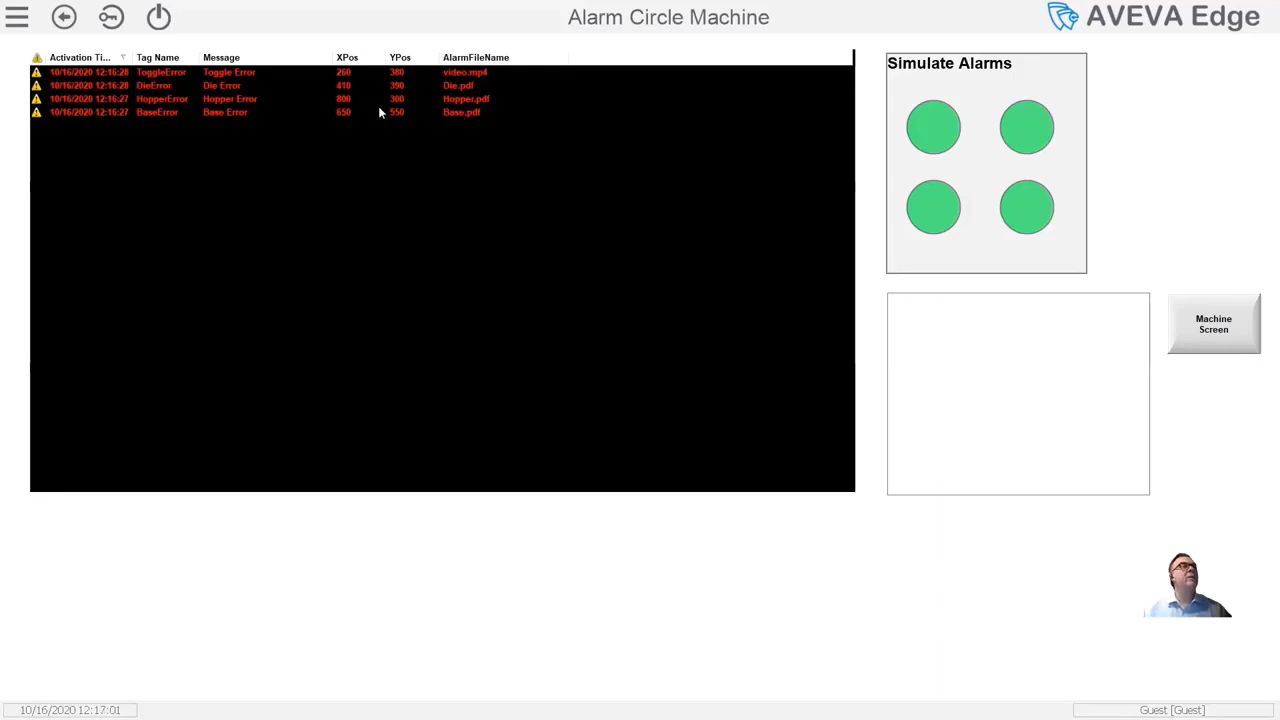 Alarm Circle Machine
AVEVA Edge
Activation Ti... Tag Name Message XPos YPos AlarmFileName
10/16/2020 12:16:28 ToggleError Toggle Error 260 380 video.mp4
10/16/2020 12:16:28 DieError Die Error 410 390 Die.pdf
10/16/2020 12:16:27 HopperError Hopper Error 800 300 Hopper.pdf
10/16/2020 12:16:27 BaseError Base Error 650 550 Base.pdf
Simulate Alarms
Machine
Screen
10/16/2020 12:17:01
Guest [Guest]